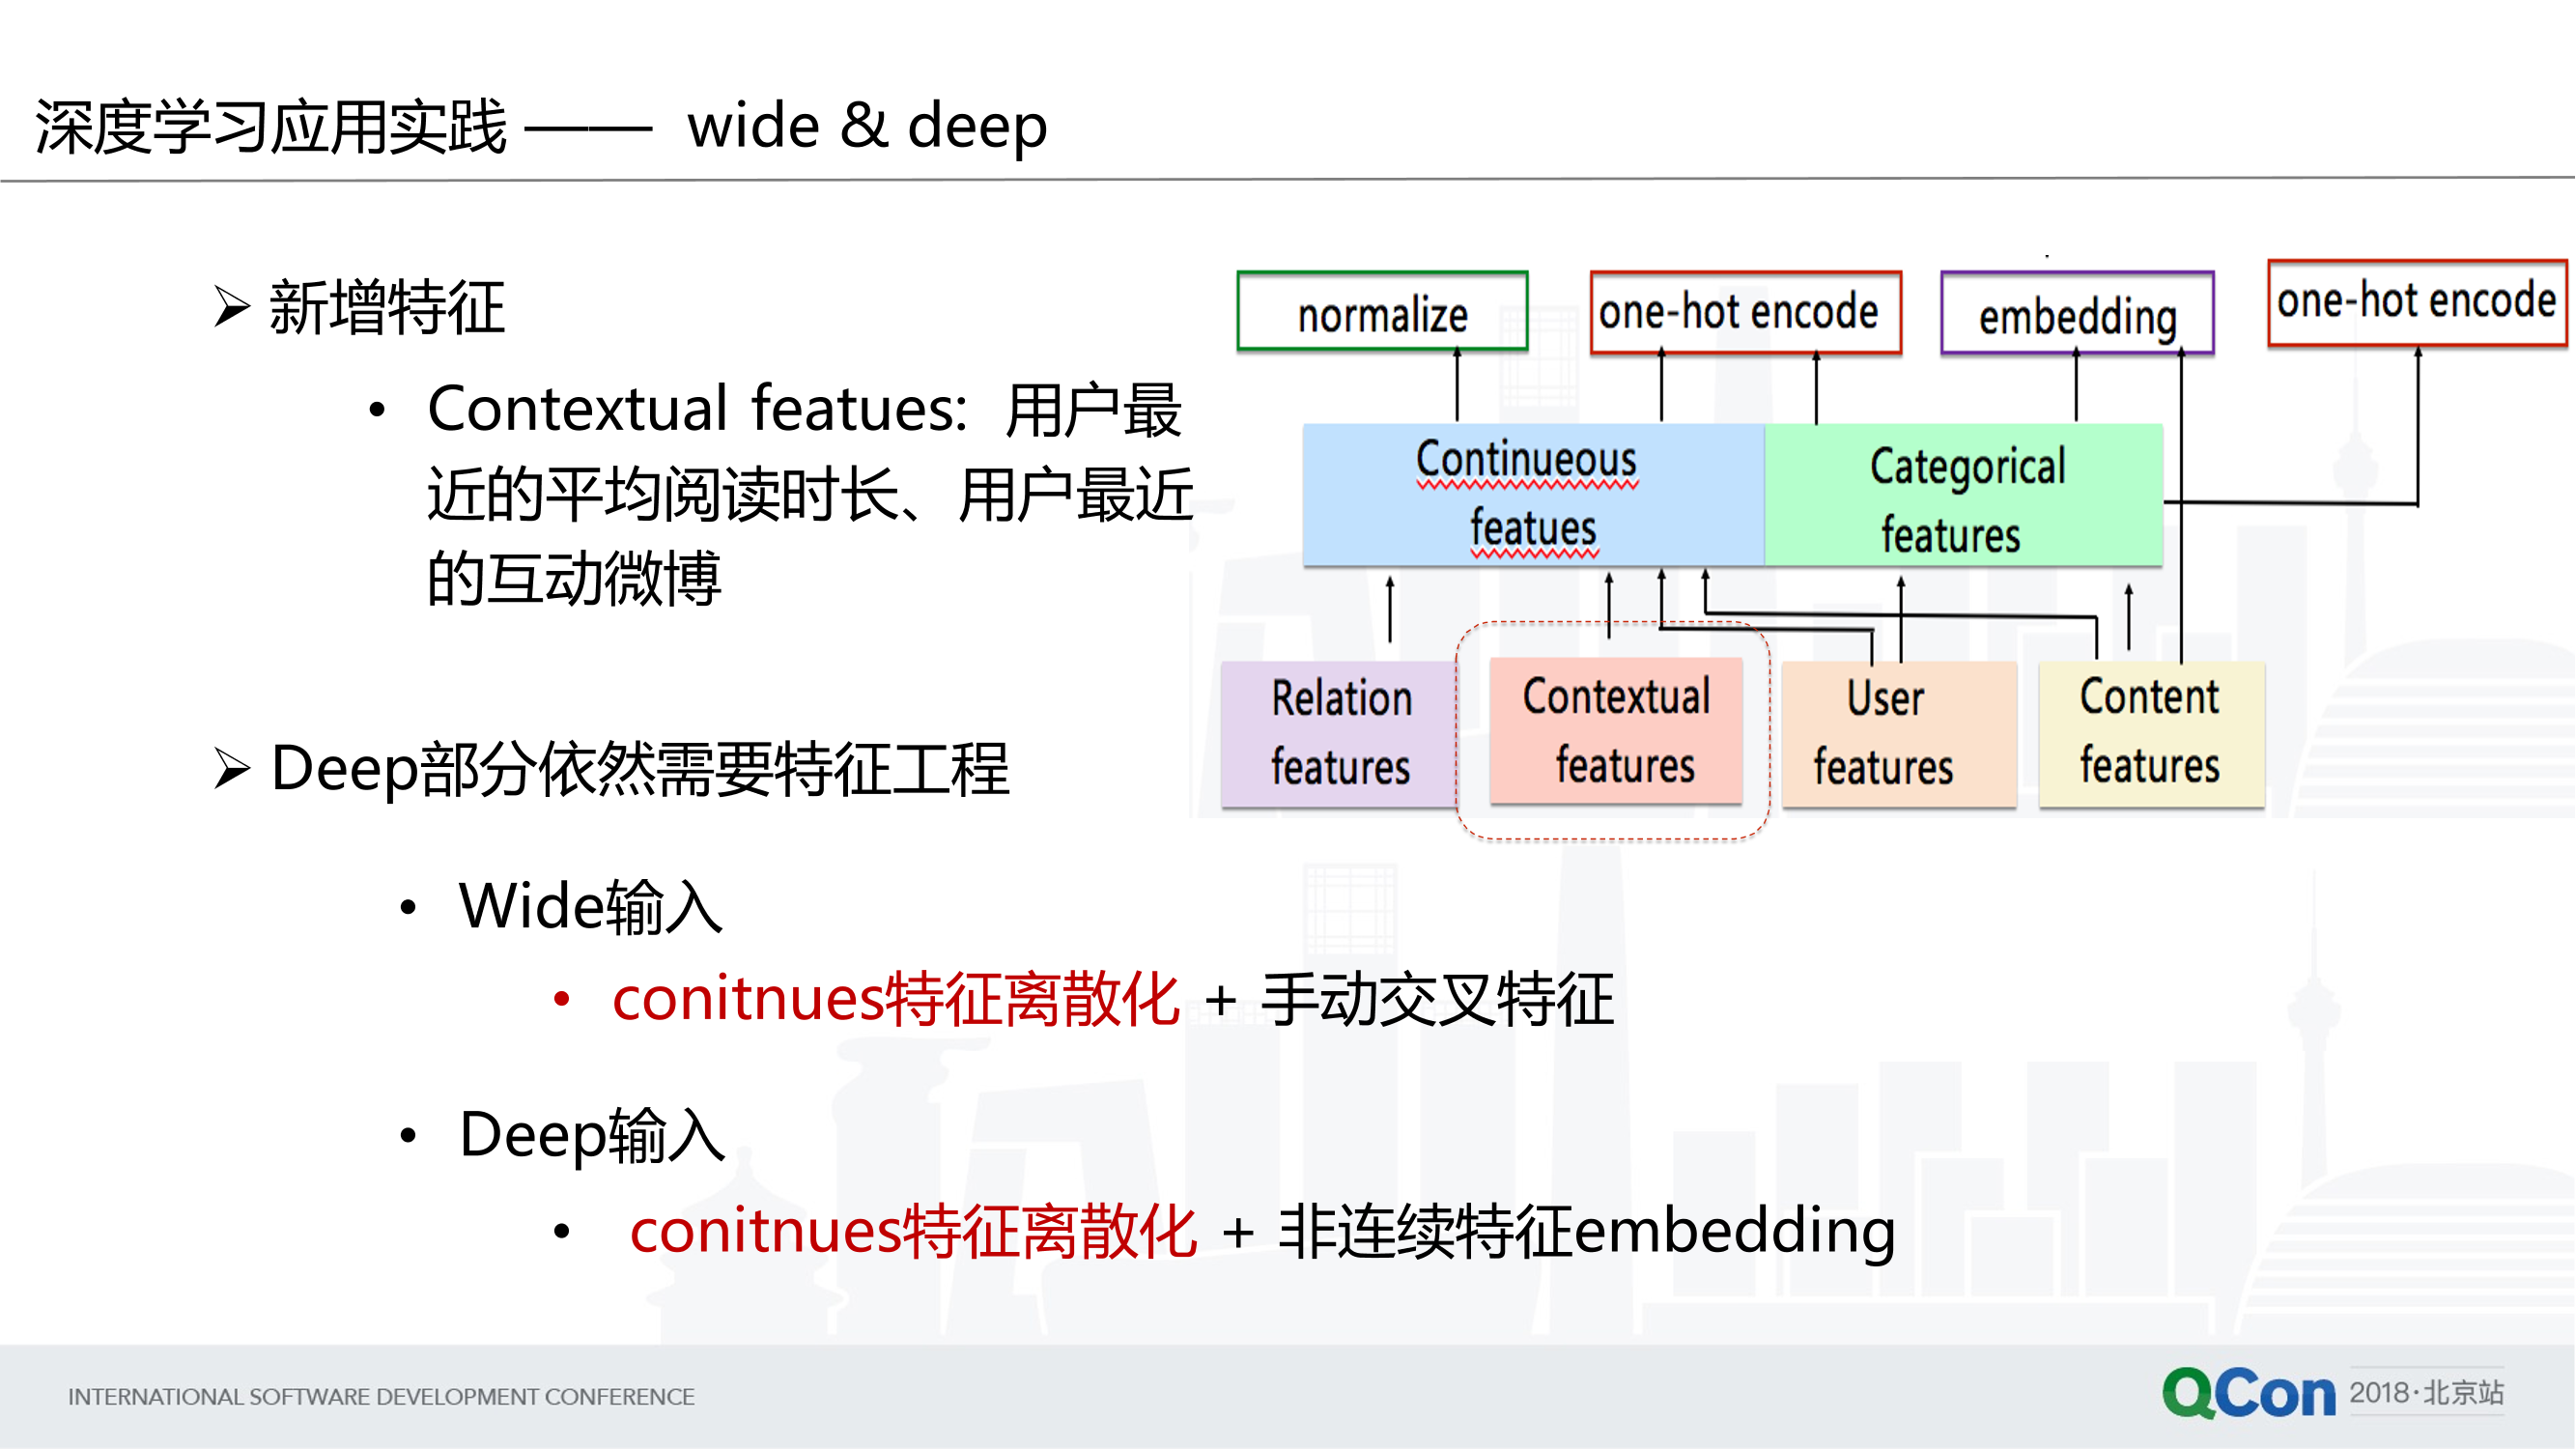 深度学习应用实践 —— wide & deep
➢ 新增特征
• Contextual featues: 用户最
近的平均阅读时长、用户最近
的互动微博
➢ Deep部分依然需要特征工程
• Wide输入
• conitnues特征离散化 + 手动交叉特征
• Deep输入
• conitnues特征离散化 + 非连续特征embedding
normalize
one-hot encode
embedding
one-hot encode
Continueous
featues
Categorical
features
Relation
features
Contextual
features
User
features
Content
features
INTERNATIONAL SOFTWARE DEVELOPMENT CONFERENCE
QCon 2018·北京站